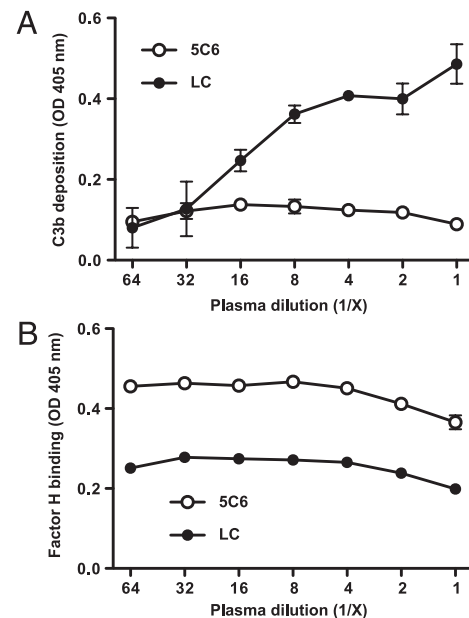 A
C3b deposition (OD 405 nm)
0.6
0.4
0.2
0.0
5C6
LC
64 32 16 8 4 2 1
Plasma dilution (1/X)
B
Factor H binding (OD 405 nm)
0.6
0.4
0.2
0.0
5C6
LC
64 32 16 8 4 2 1
Plasma dilution (1/X)